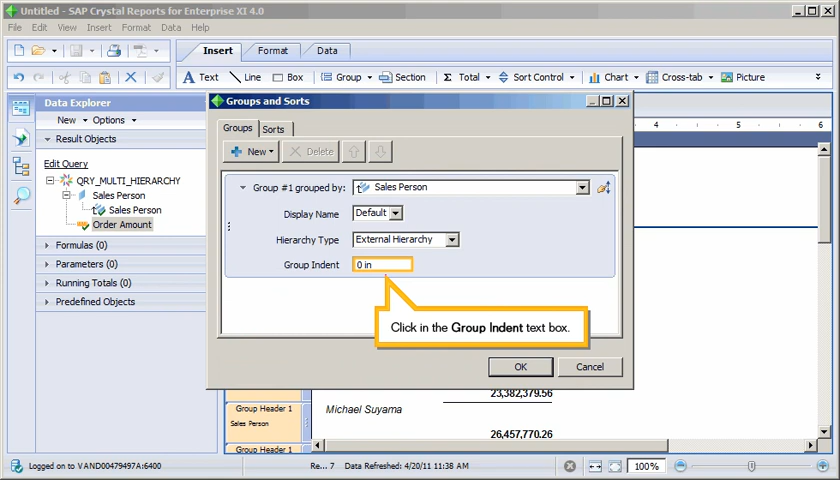 Untitled - SAP Crystal Reports for Enterprise XI 4.0
File Edit View Insert Format Data Help
Insert Format Data
Text Line Box Group Section Total Sort Control Chart Cross-tab Picture
Data Explorer
New Options
Result Objects
Edit Query
QRY_MULTI_HIERARCHY
Sales Person
Sales Person
Order Amount
Formulas (0)
Parameters (0)
Running Totals (0)
Predefined Objects
4 5 6
Groups and Sorts
Groups Sorts
New Delete
Group #1 grouped by: Sales Person
Display Name Default
Hierarchy Type External Hierarchy
Group Indent 0 in
Click in the Group Indent text box.
OK Cancel
23,382,379.56
Group Header 1
Sales Person
Michael Suyama
26,457,770.26
Group Header 1
Logged on to VAND00479497A:6400 Re... 7 Data Refreshed: 4/20/11 11:38 AM 100%